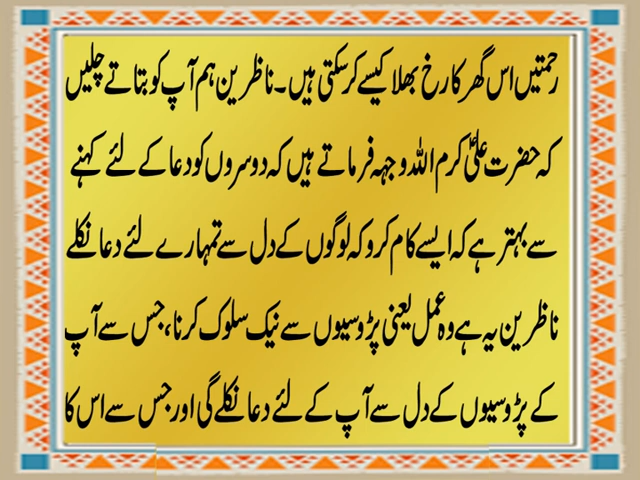 رحمتیں اس گھر کا رخ بھلا کیسے کر سکتی ہیں۔ ناظرین ہم آپ کو بتاتے چلیں
کہ حضرت علیؓ کرم اللہ وجہہ فرماتے ہیں کہ دوسروں کو دعا کے لئے کہنے
سے بہتر ہے کہ ایسے کام کرو کہ لوگوں کے دل سے تمہارے لئے دعا نکلے
ناظرین یہ ہے وہ عمل یعنی پڑوسیوں سے نیک سلوک کرنا، جس سے آپ
کے پڑوسیوں کے دل سے آپ کے لئے دعا نکلے گی اور جس سے اس کا